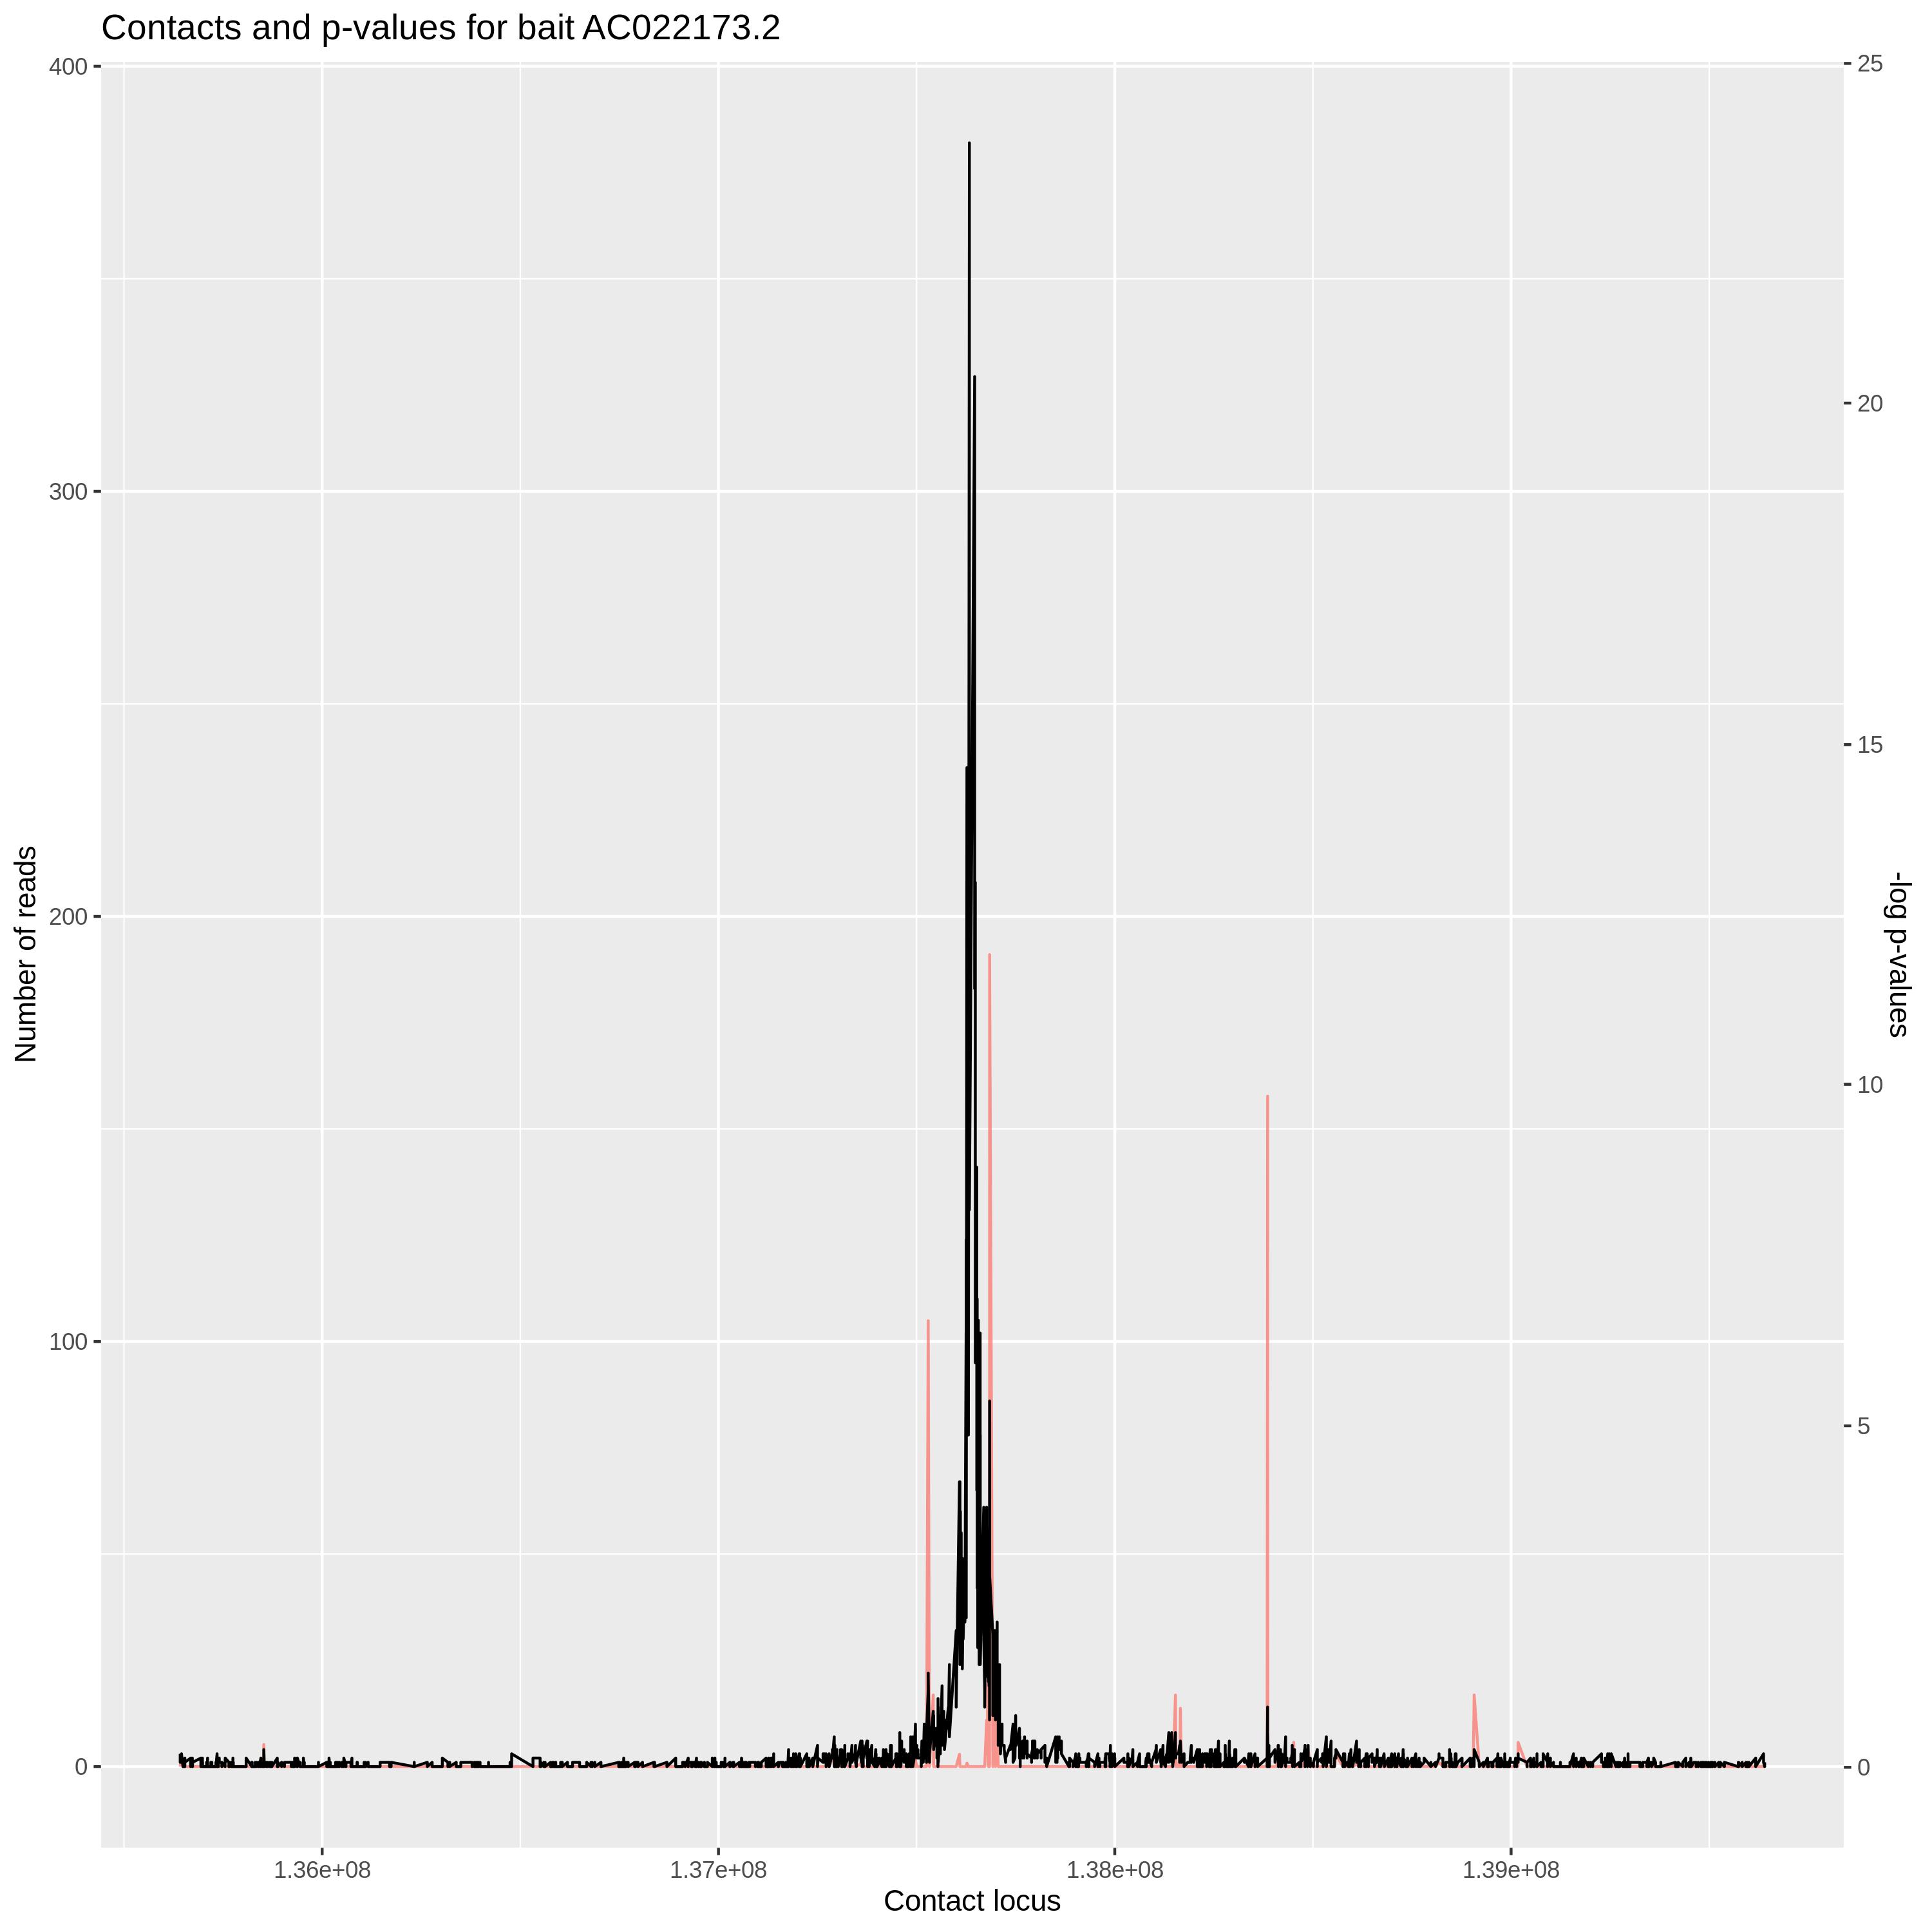 Contacts and p-values for bait AC022173.2
400
300
200
100
0
Number of reads
25
20
15
10
5
0
-log p-values
1.36e+08
1.37e+08
1.38e+08
1.39e+08
Contact locus